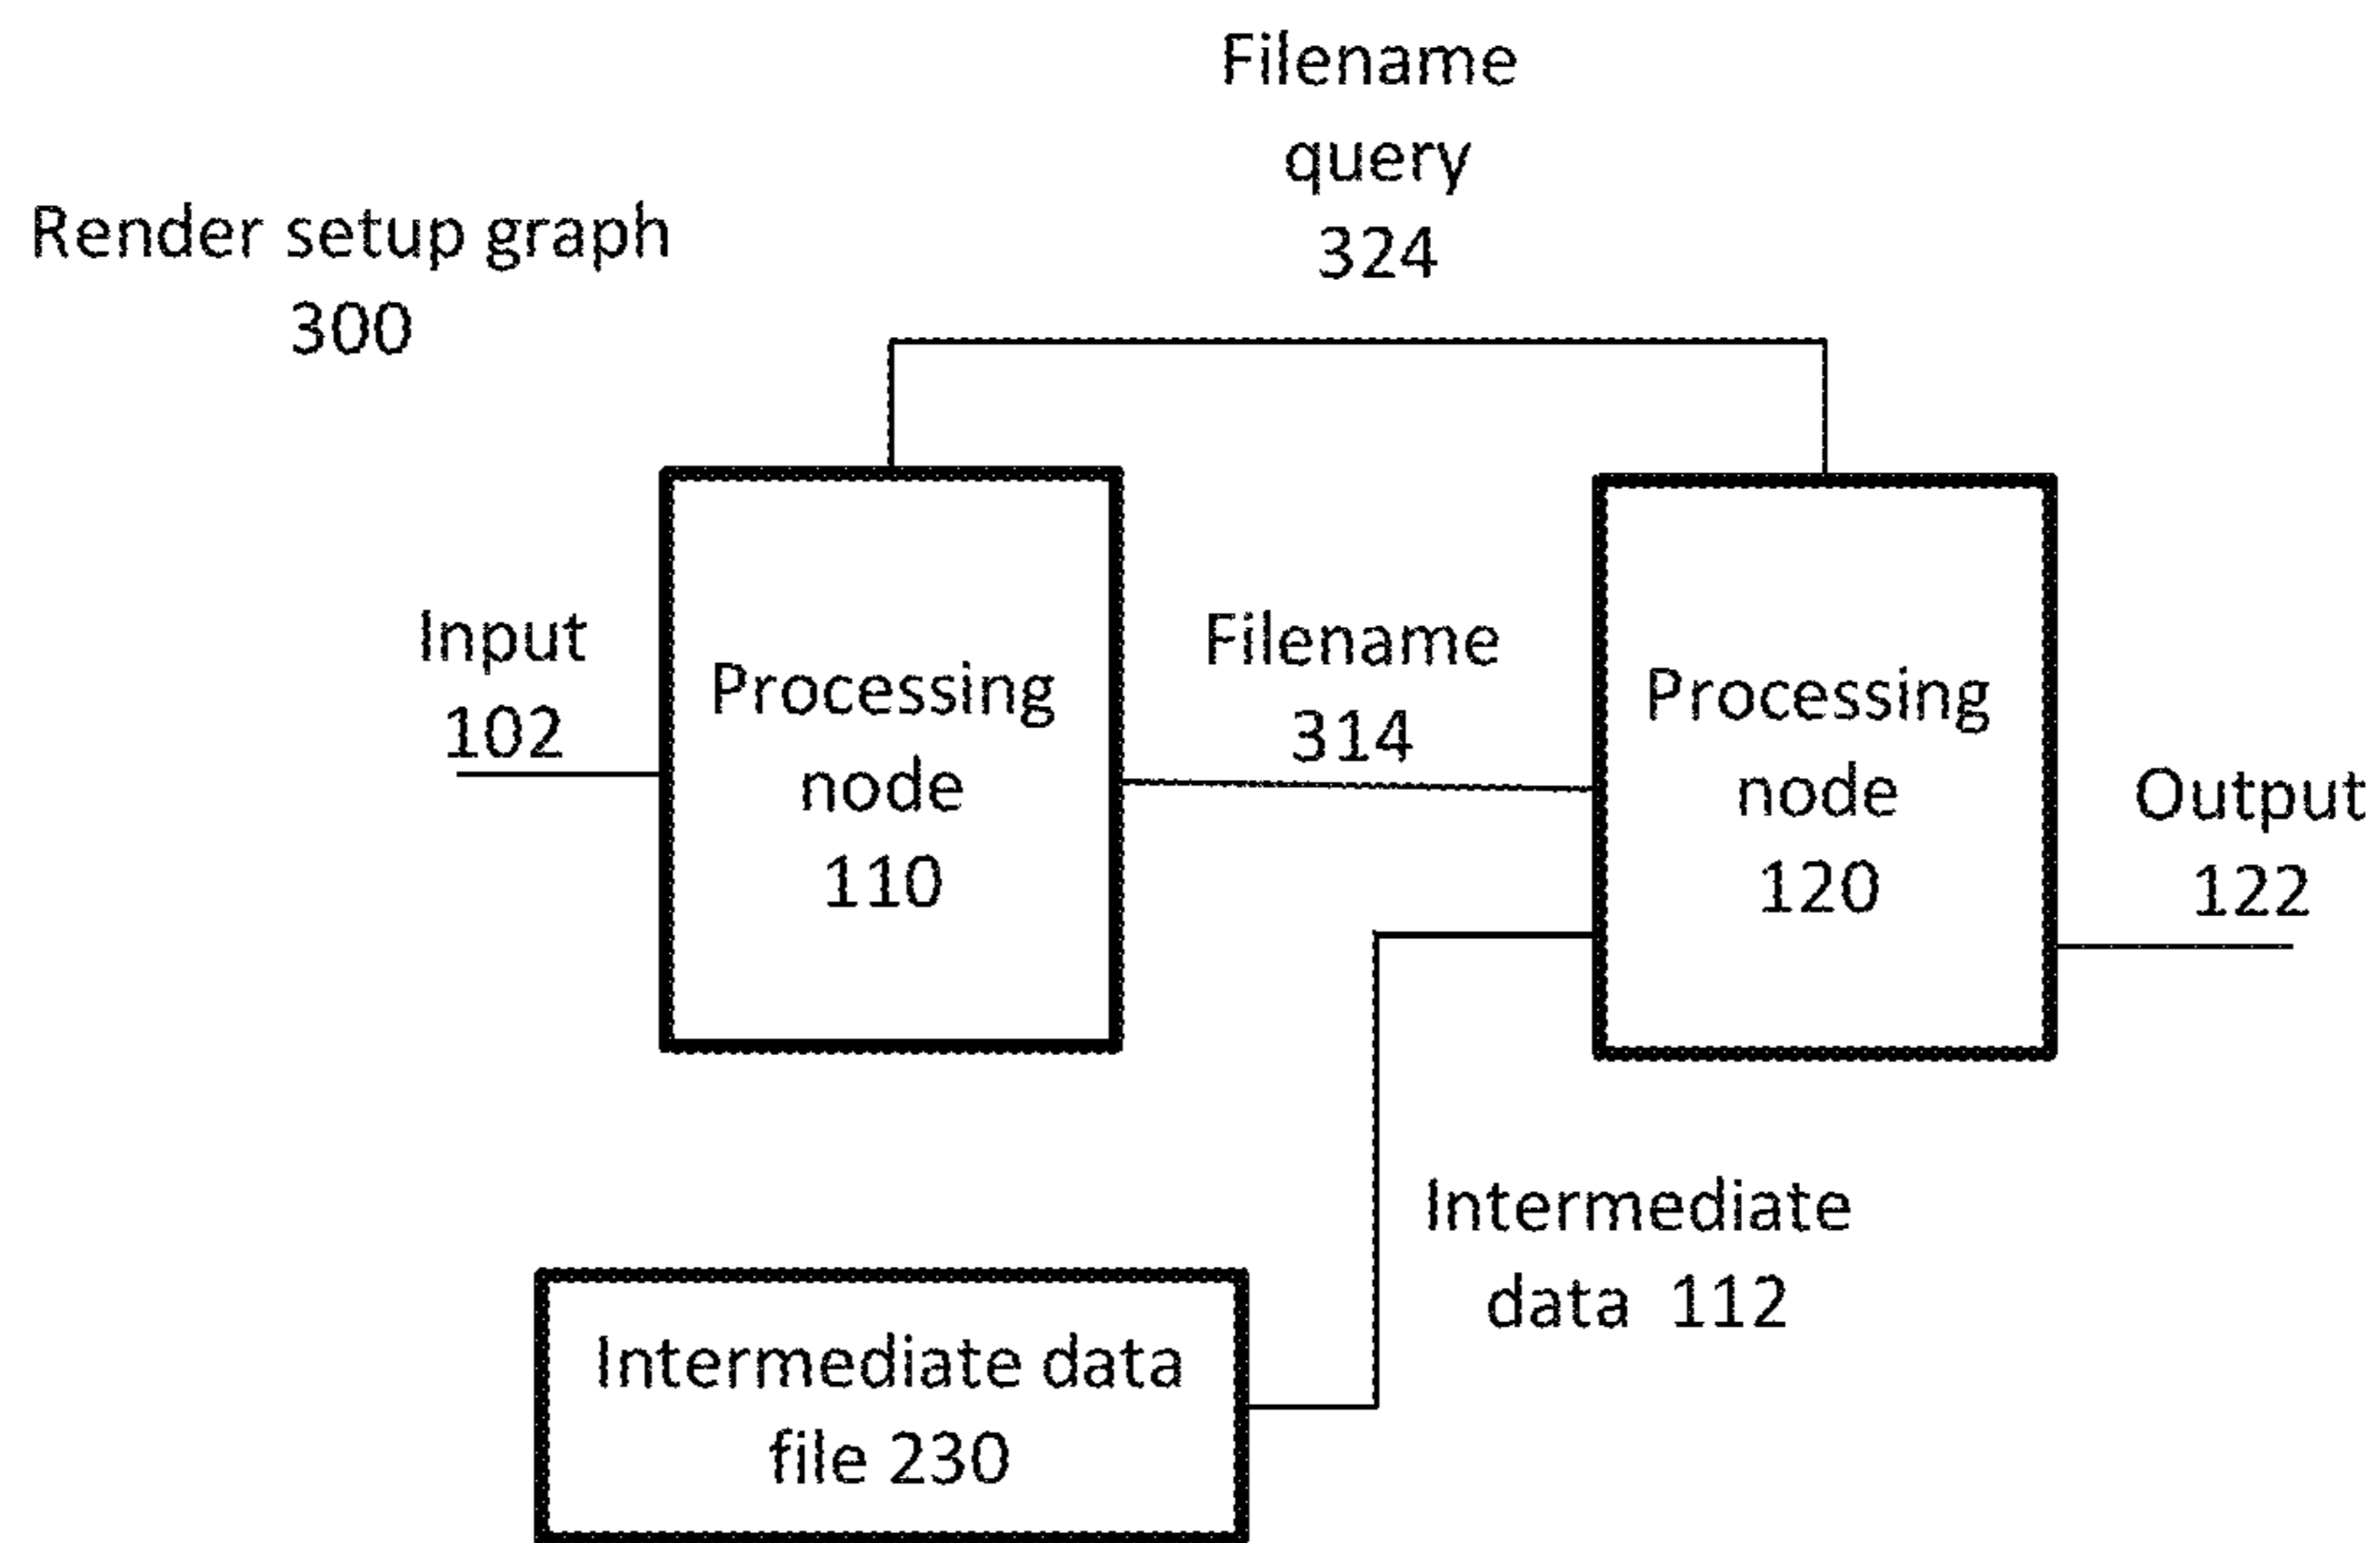 Filename
query
324
Render setup graph
300
Input
102
Processing
node
110
Filename
314
Processing
node
120
Output
122
Intermediate
data 112
Intermediate data
file 230